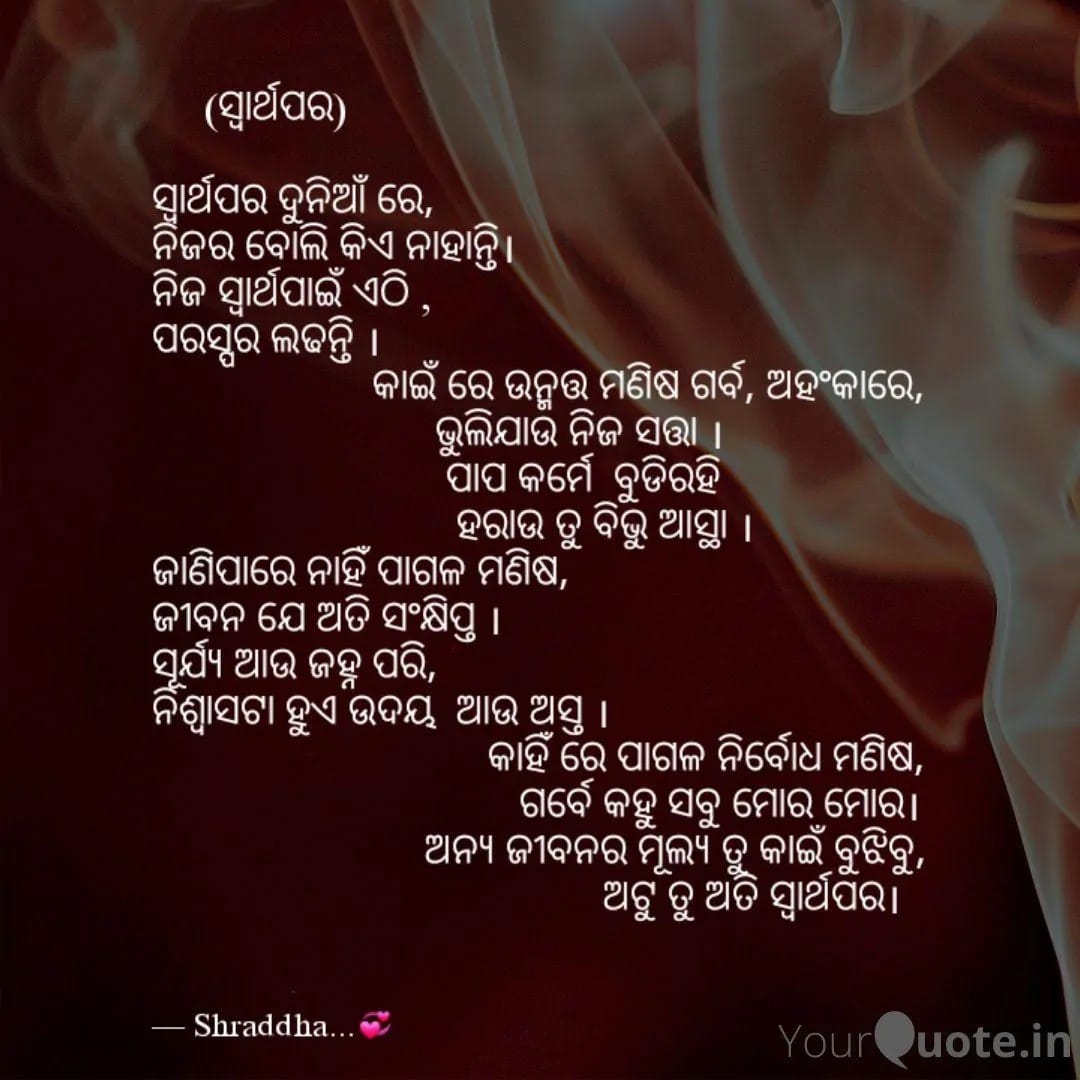 (ସ୍ୱାର୍ଥପର)
ସ୍ୱାର୍ଥପର ଦୁନିଆଁ ରେ,
ନିଜର ବୋଲି କିଏ ନାହାନ୍ତି।
ନିଜ ସ୍ୱାର୍ଥପାଇଁ ଏଠି ,
ପରସ୍ପର ଲଢନ୍ତି ।
କାଇଁ ରେ ଉନ୍ମତ୍ତ ମଣିଷ ଗର୍ବ, ଅହଂକାରେ,
ଭୁଲିଯାଉ ନିଜ ସତ୍ତା ।
ପାପ କର୍ମେ ବୁଡିରହି
ହରାଉ ତୁ ବିଭୁ ଆସ୍ଥା ।
ଜାଣିପାରେ ନାହିଁ ପାଗଳ ମଣିଷ,
ଜୀବନ ଯେ ଅତି ସଂକ୍ଷିପ୍ତ ।
ସୂର୍ଯ୍ୟ ଆଉ ଜହ୍ନ ପରି,
ନିଶ୍ୱାସଟା ହୁଏ ଉଦୟ ଆଉ ଅସ୍ତ ।
କାହିଁ ରେ ପାଗଳ ନିର୍ବୋଧ ମଣିଷ,
ଗର୍ବେ କହୁ ସବୁ ମୋର ମୋର।
ଅନ୍ୟ ଜୀବନର ମୂଲ୍ୟ ତୁ କାଇଁ ବୁଝିବୁ,
ଅଟୁ ତୁ ଅତି ସ୍ୱାର୍ଥପର।
— Shraddha...💞
YourQuote.in